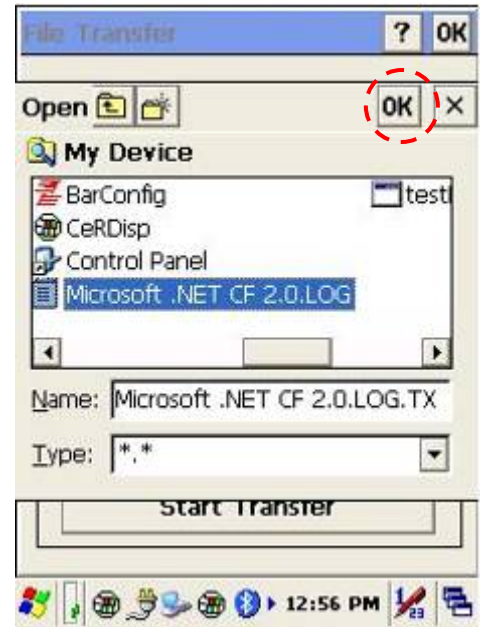 File Transfer ? OK
Open OK ×
My Device
BarConfig
testl
CeRDisp
Control Panel
Microsoft .NET CF 2.0.LOG
Name: Microsoft .NET CF 2.0.LOG.TX
Type: *.*
Start Transfer
12:56 PM